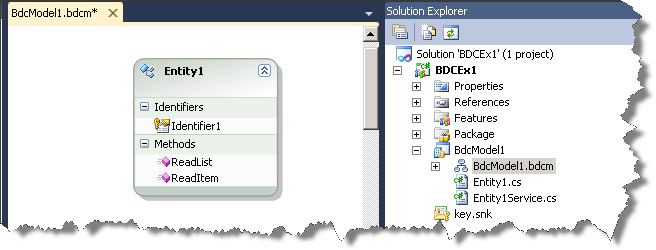 BdcModel1.bdcm*
Entity1
Identifiers
Identifier1
Methods
ReadList
ReadItem
Solution Explorer
Solution 'BDCEx1' (1 project)
BDCEx1
Properties
References
Features
Package
BdcModel1
BdcModel1.bdcm
Entity1.cs
Entity1Service.cs
key.snk